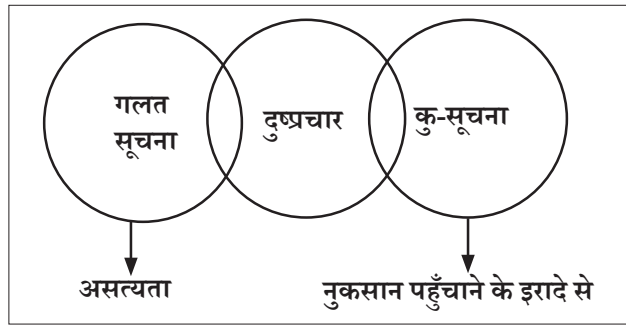 गलत
सूचना
दुष्प्रचार
कु-सूचना
असत्यता
नुकसान पहुँचाने के इरादे से